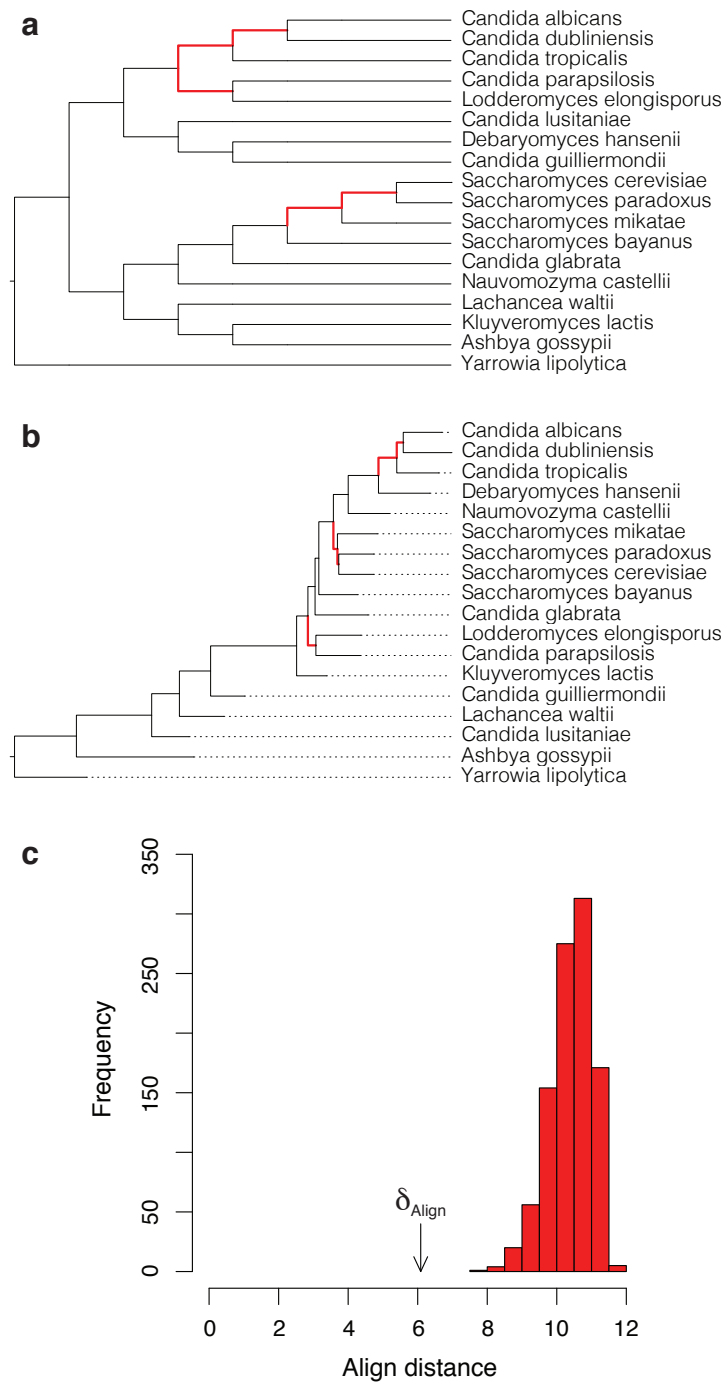 a
Candida albicans
Candida dubliniensis
Candida tropicalis
Candida parapsilosis
Lodderomyces elongisporus
Candida lusitaniae
Debaryomyces hansenii
Candida guilliermondii
Saccharomyces cerevisiae
Saccharomyces paradoxus
Saccharomyces mikatae
Saccharomyces bayanus
Candida glabrata
Nauvomozyma castellii
Lachancea waltii
Kluyveromyces lactis
Ashbya gossypii
Yarrowia lipolytica
b
Candida albicans
Candida dubliniensis
Candida tropicalis
Debaryomyces hansenii
Naumovozyma castellii
Saccharomyces mikatae
Saccharomyces paradoxus
Saccharomyces cerevisiae
Saccharomyces bayanus
Candida glabrata
Lodderomyces elongisporus
Candida parapsilosis
Kluyveromyces lactis
Candida guilliermondii
Lachancea waltii
Candida lusitaniae
Ashbya gossypii
Yarrowia lipolytica
c
350
250
150
50
0
Frequency
δAlign
0 2 4 6 8 10 12
Align distance